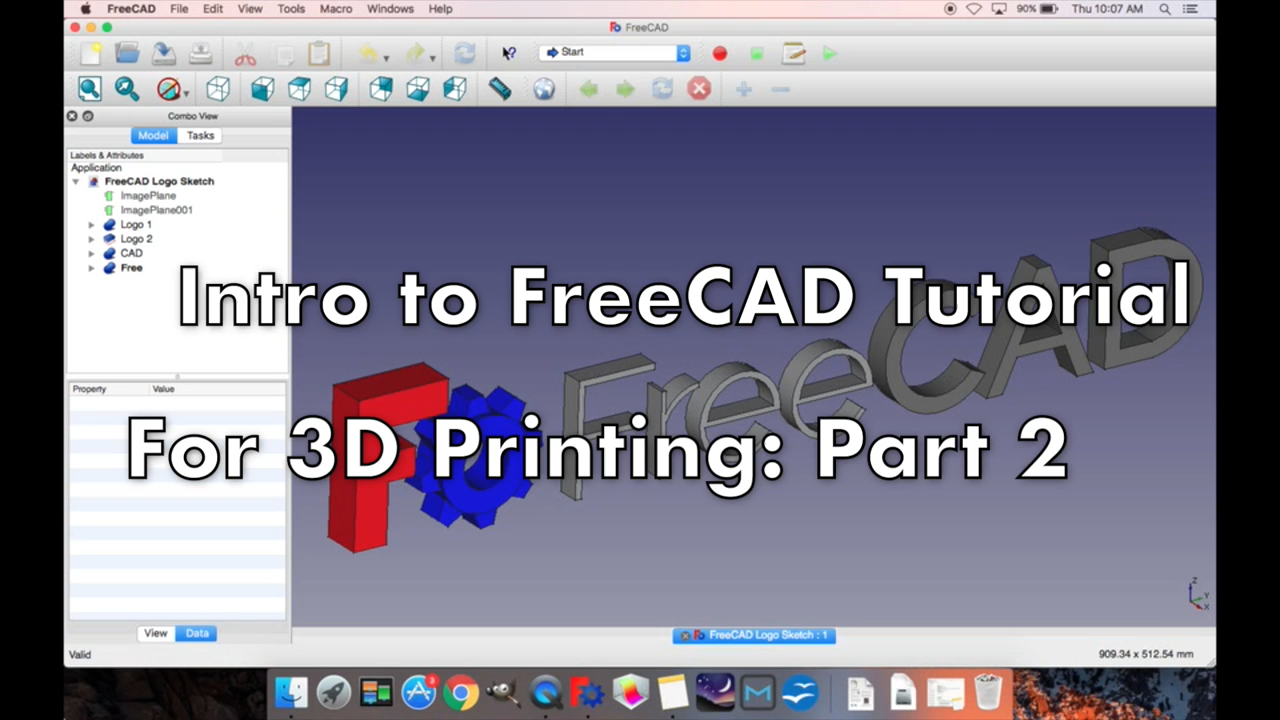 FreeCAD File Edit View Tools Macro Windows Help 90% Thu 10:07 AM
FreeCAD
Start
Combo View
Model Tasks
Labels & Attributes
Application
FreeCAD Logo Sketch
ImagePlane
ImagePlane001
Logo 1
Logo 2
CAD
Free
Intro to FreeCAD Tutorial
FreeCAD
F
For 3D Printing: Part 2
Property Value
Z
Y
X
View Data
FreeCAD Logo Sketch : 1
Valid
909.34 x 512.54 mm
3